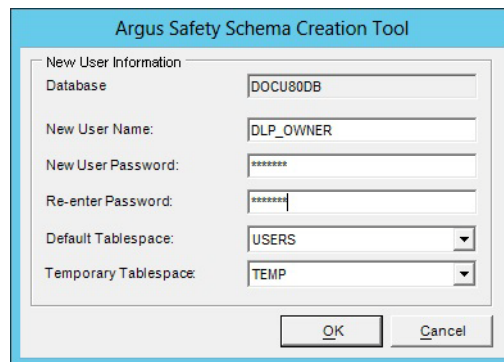 Argus Safety Schema Creation Tool
New User Information
Database DOCU80DB
New User Name: DLP_OWNER
New User Password: *******
Re-enter Password: *******
Default Tablespace: USERS
Temporary Tablespace: TEMP
OK Cancel